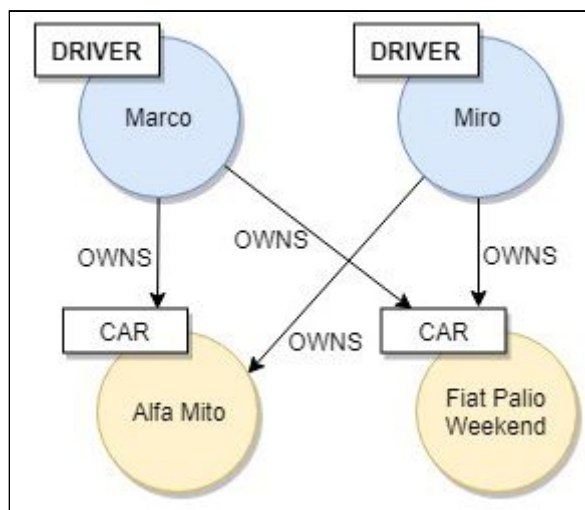 DRIVER
DRIVER
Marco
Miro
OWNS
OWNS
OWNS
OWNS
CAR
CAR
Alfa Mito
Fiat Palio
Weekend